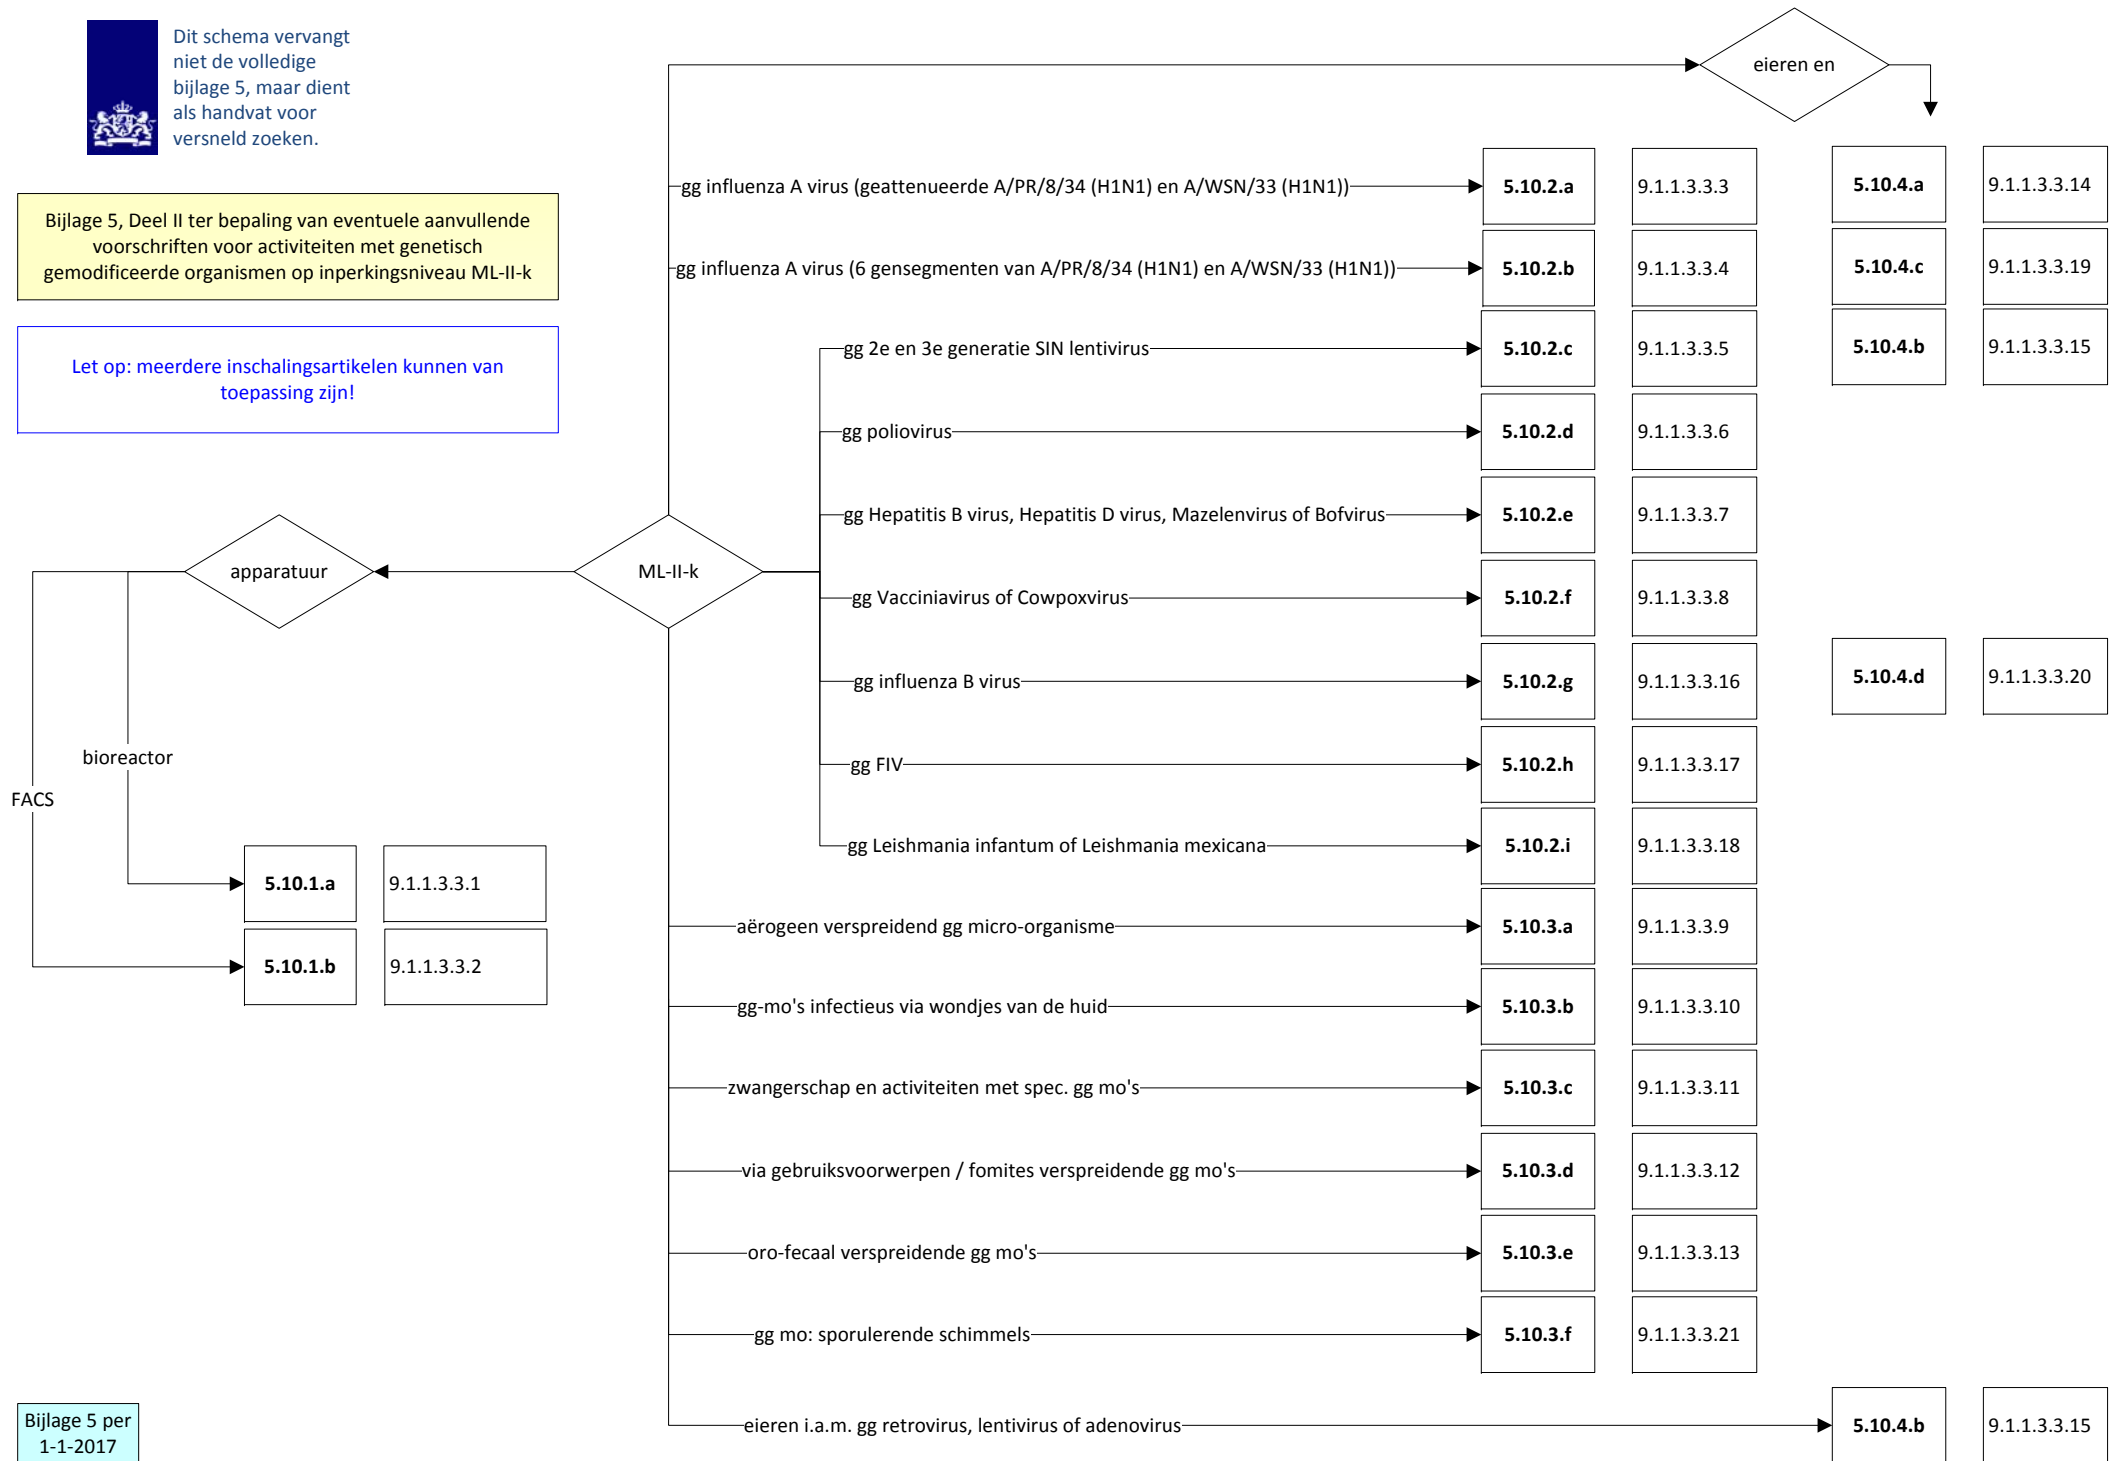 Dit schema vervangt
niet de volledige
bijlage 5, maar dient
als handvat voor
versneld zoeken.
eieren en
Bijlage 5, Deel II ter bepaling van eventuele aanvullende
voorschriften voor activiteiten met genetisch
gemodificeerde organismen op inperkingsniveau ML-II-k
Let op: meerdere inschalingsartikelen kunnen van
toepassing zijn!
gg influenza A virus (geattenueerde A/PR/8/34 (H1N1) en A/WSN/33 (H1N1)) 5.10.2.a 9.1.1.3.3.3 5.10.4.a 9.1.1.3.3.14
gg influenza A virus (6 gensegmenten van A/PR/8/34 (H1N1) en A/WSN/33 (H1N1)) 5.10.2.b 9.1.1.3.3.4 5.10.4.c 9.1.1.3.3.19
gg 2e en 3e generatie SIN lentivirus 5.10.2.c 9.1.1.3.3.5 5.10.4.b 9.1.1.3.3.15
gg poliovirus 5.10.2.d 9.1.1.3.3.6
gg Hepatitis B virus, Hepatitis D virus, Mazelenvirus of Bofvirus 5.10.2.e 9.1.1.3.3.7
apparatuur ML-II-k
gg Vacciniavirus of Cowpoxvirus 5.10.2.f 9.1.1.3.3.8
gg influenza B virus 5.10.2.g 9.1.1.3.3.16 5.10.4.d 9.1.1.3.3.20
bioreactor
gg FIV 5.10.2.h 9.1.1.3.3.17
FACS
gg Leishmania infantum of Leishmania mexicana 5.10.2.i 9.1.1.3.3.18
5.10.1.a 9.1.1.3.3.1
aërogeen verspreidend gg micro-organisme 5.10.3.a 9.1.1.3.3.9
5.10.1.b 9.1.1.3.3.2
gg-mo's infectieus via wondjes van de huid 5.10.3.b 9.1.1.3.3.10
zwangerschap en activiteiten met spec. gg mo's 5.10.3.c 9.1.1.3.3.11
via gebruiksvoorwerpen / fomites verspreidende gg mo's 5.10.3.d 9.1.1.3.3.12
oro-fecaal verspreidende gg mo's 5.10.3.e 9.1.1.3.3.13
gg mo: sporulerende schimmels 5.10.3.f 9.1.1.3.3.21
eieren i.a.m. gg retrovirus, lentivirus of adenovirus 5.10.4.b 9.1.1.3.3.15
Bijlage 5 per
1-1-2017